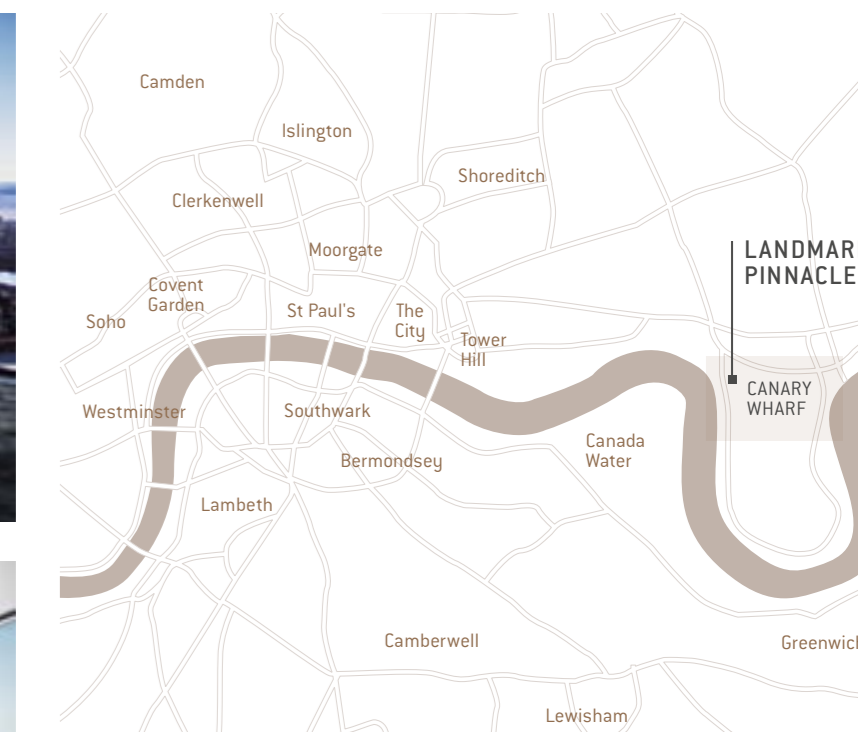 Camden
Islington
Shoreditch
Clerkenwell
Moorgate
LANDMAR
PINNACLE
Covent
Garden
St Paul's
The
City
Soho
Tower
Hill
CANARY
WHARF
Westminster
Southwark
Canada
Water
Bermondsey
Lambeth
Camberwell
Greenwich
Lewisham